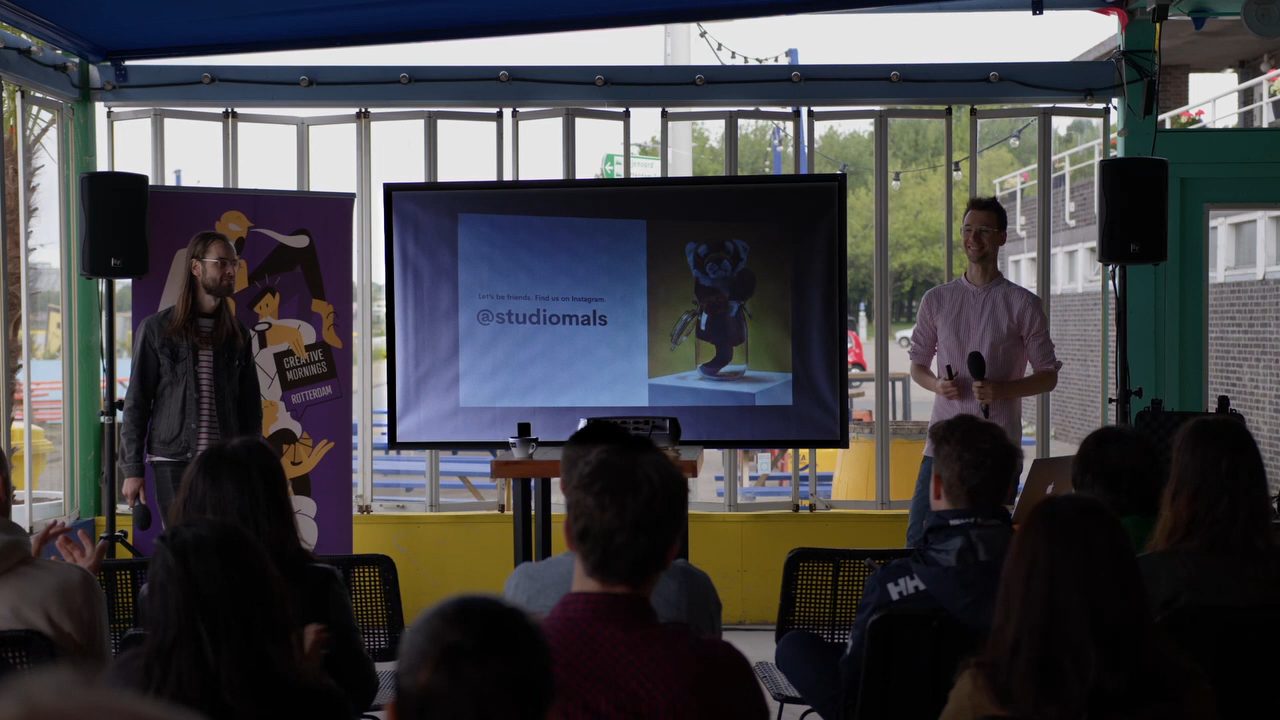 Let's be friends. Find us on Instagram.
@studiomals
CREATIVE
MORNINGS
ROTTERDAM
HH